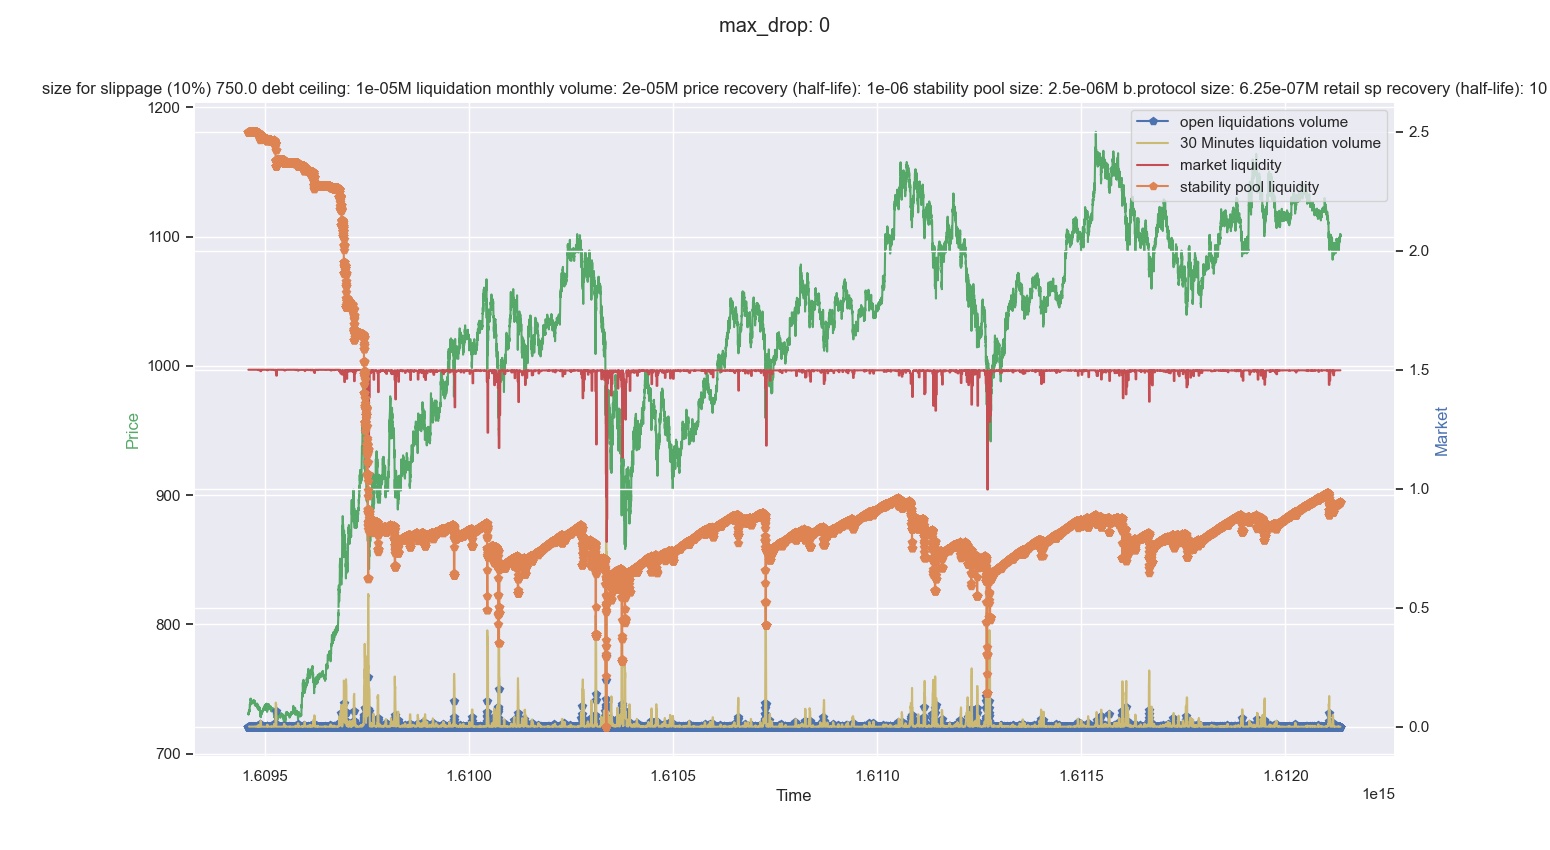 max_drop: 0
size for slippage (10%) 750.0 debt ceiling: 1e-05M liquidation monthly volume: 2e-05M price recovery (half-life): 1e-06 stability pool size: 2.5e-06M b.protocol size: 6.25e-07M retail sp recovery (half-life): 10
1200
1100
1000
900
800
700
Price
open liquidations volume
30 Minutes liquidation volume
market liquidity
stability pool liquidity
2.5
2.0
1.5
1.0
0.5
0.0
Market
1.6095
1.6100
1.6105
1.6110
1.6115
1.6120
Time
1e15